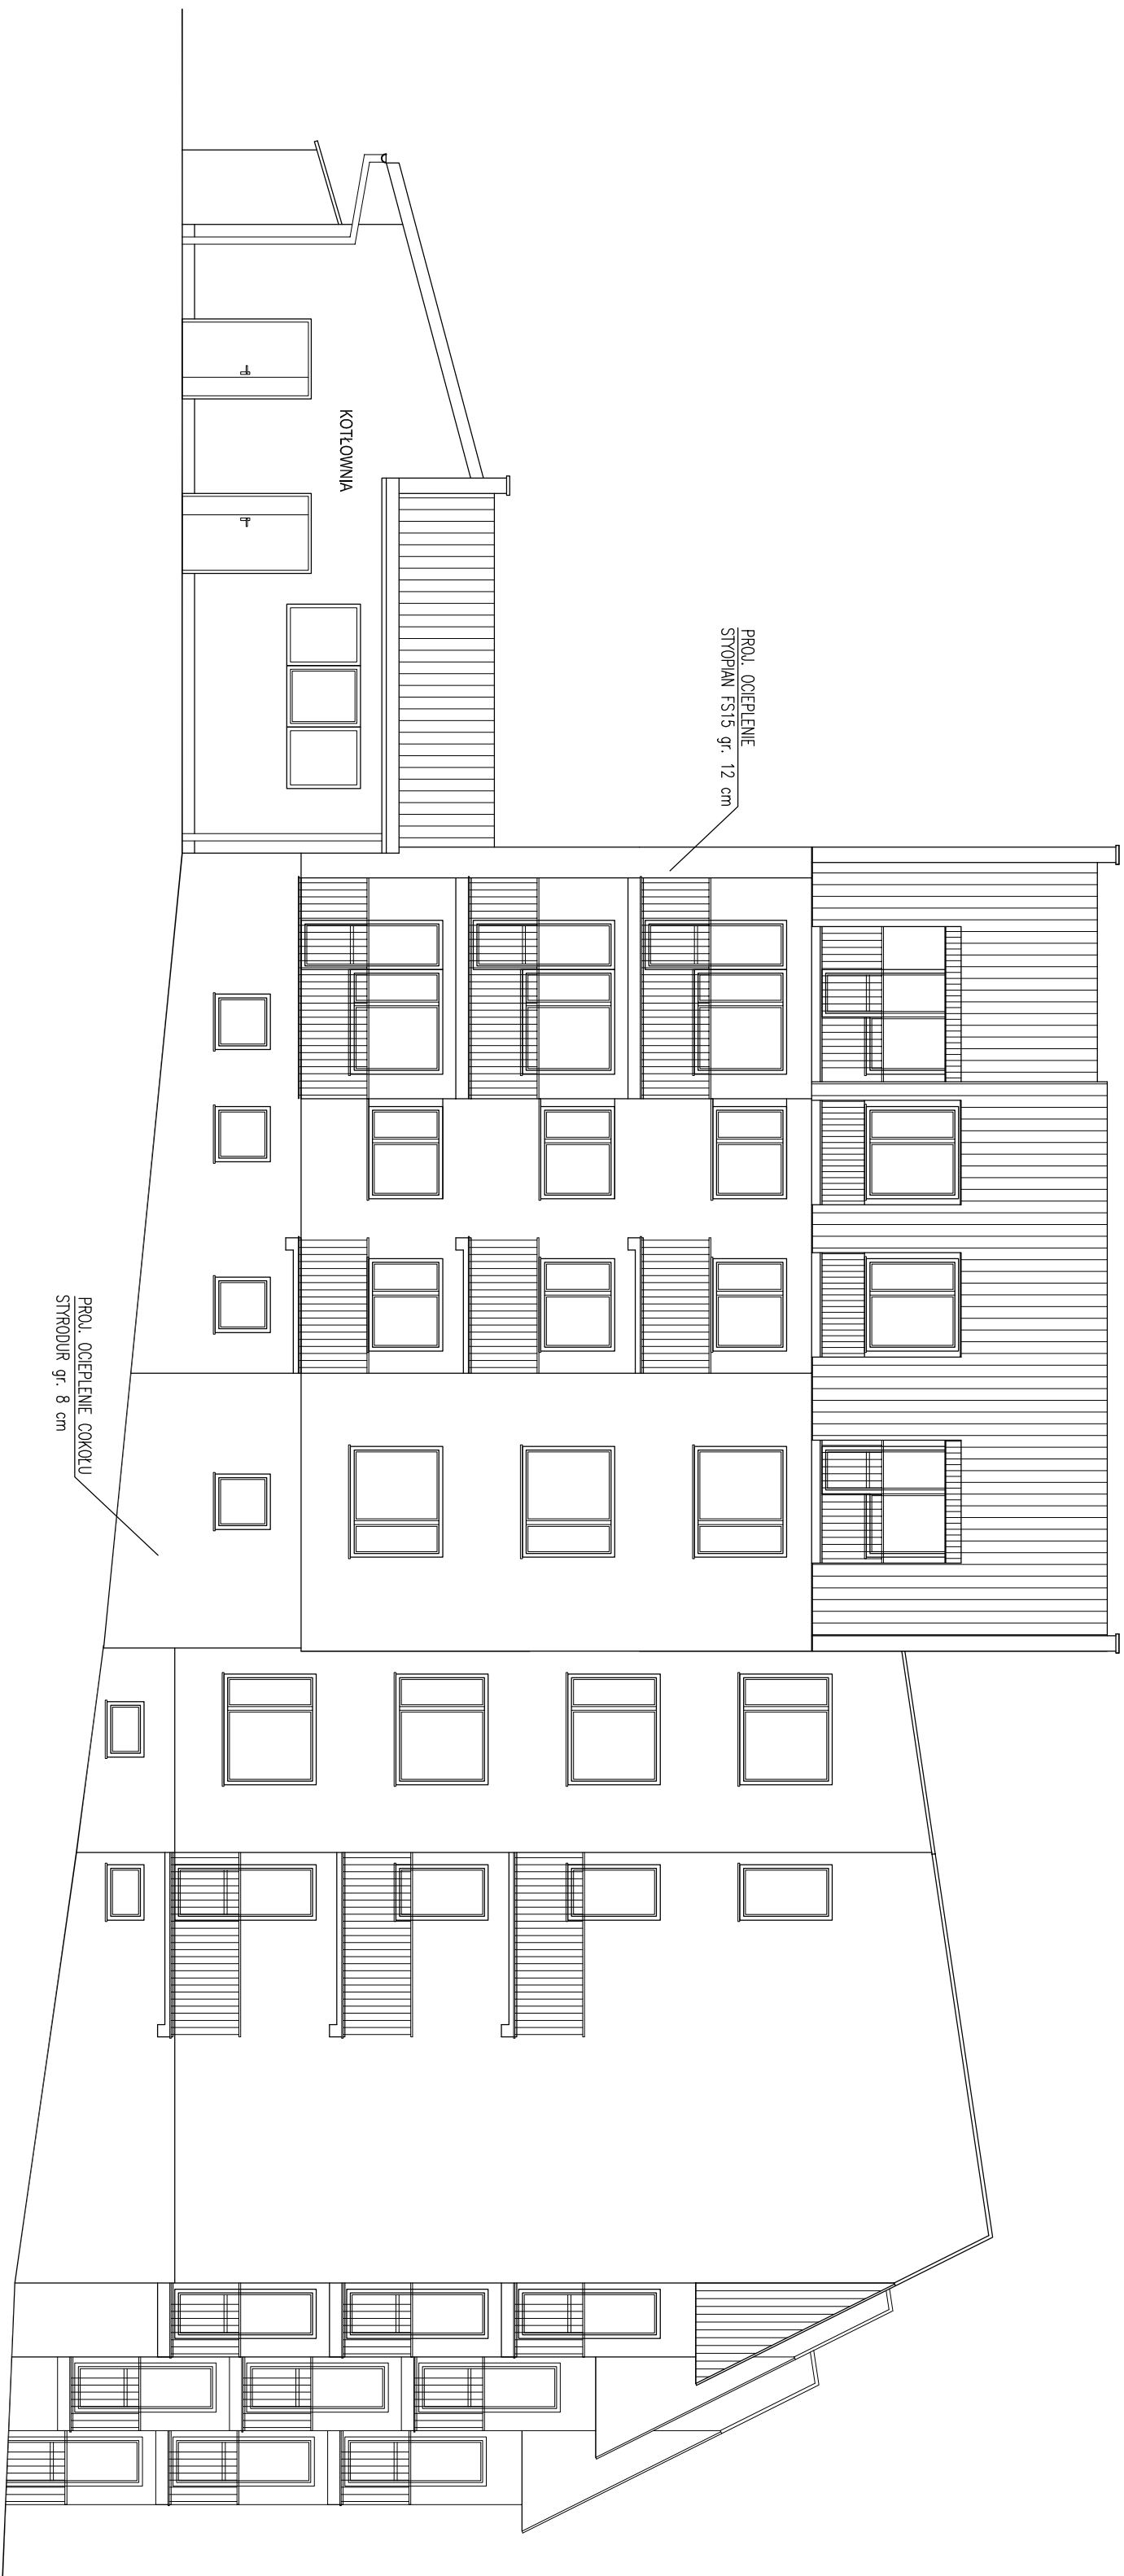 KOTŁOWNIA
PROJ. OCIEPLENIE
STYOPIAN FS15 gr. 12 cm
PROJ. OCIEPLENIE COKOŁU
STYRODUR gr. 8 cm